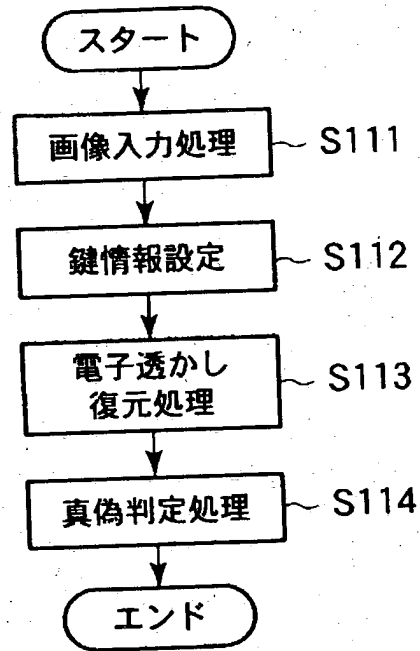 スタート
画像入力処理 S111
鍵情報設定 S112
電子透かし
復元処理 S113
真偽判定処理 S114
エンド